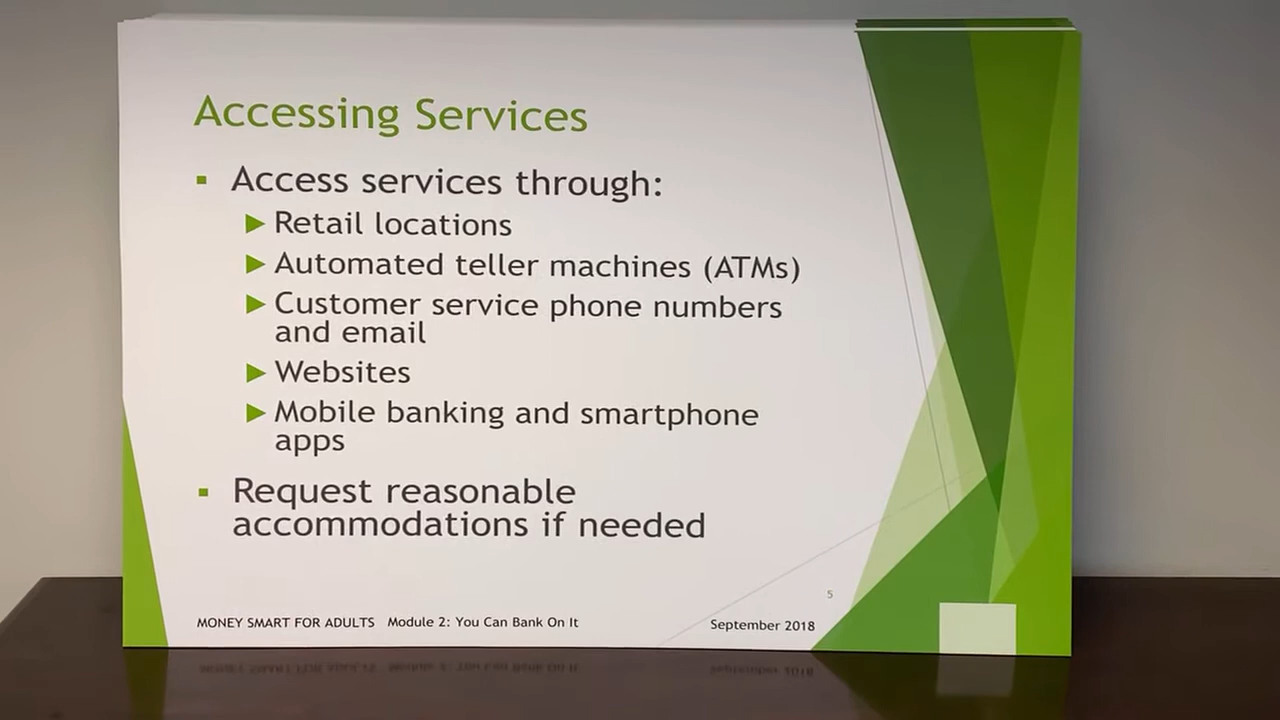 Accessing Services
▪ Access services through:
▶ Retail locations
▶ Automated teller machines (ATMs)
▶ Customer service phone numbers
and email
▶ Websites
▶ Mobile banking and smartphone
apps
▪ Request reasonable
accommodations if needed
5
MONEY SMART FOR ADULTS Module 2: You Can Bank On It September 2018